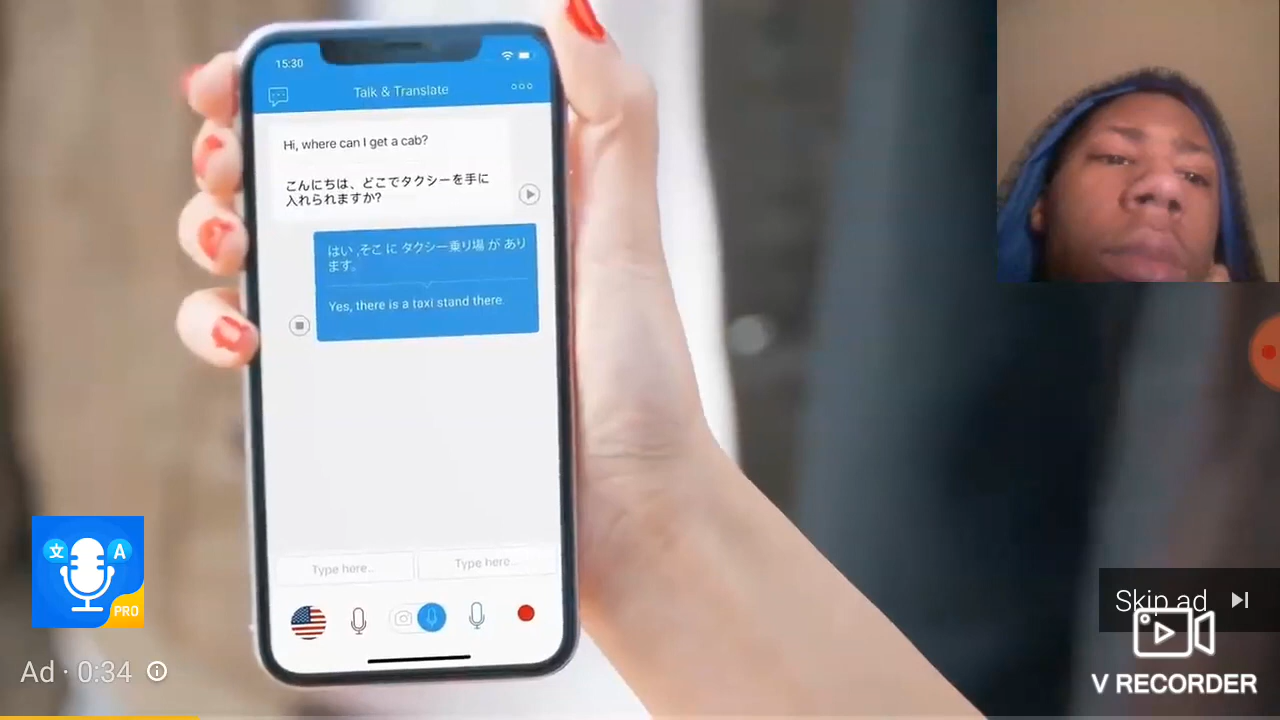 15:30
Talk & Translate
Hi, where can I get a cab?
こんにちは、どこでタクシーを手に
入れられますか?
はい ,そこ に タクシー乗り場 が あり
ます。
Yes, there is a taxi stand there
Type here..
Type here...
文
A
PRO
Skip ad
Ad · 0:34
V RECORDER